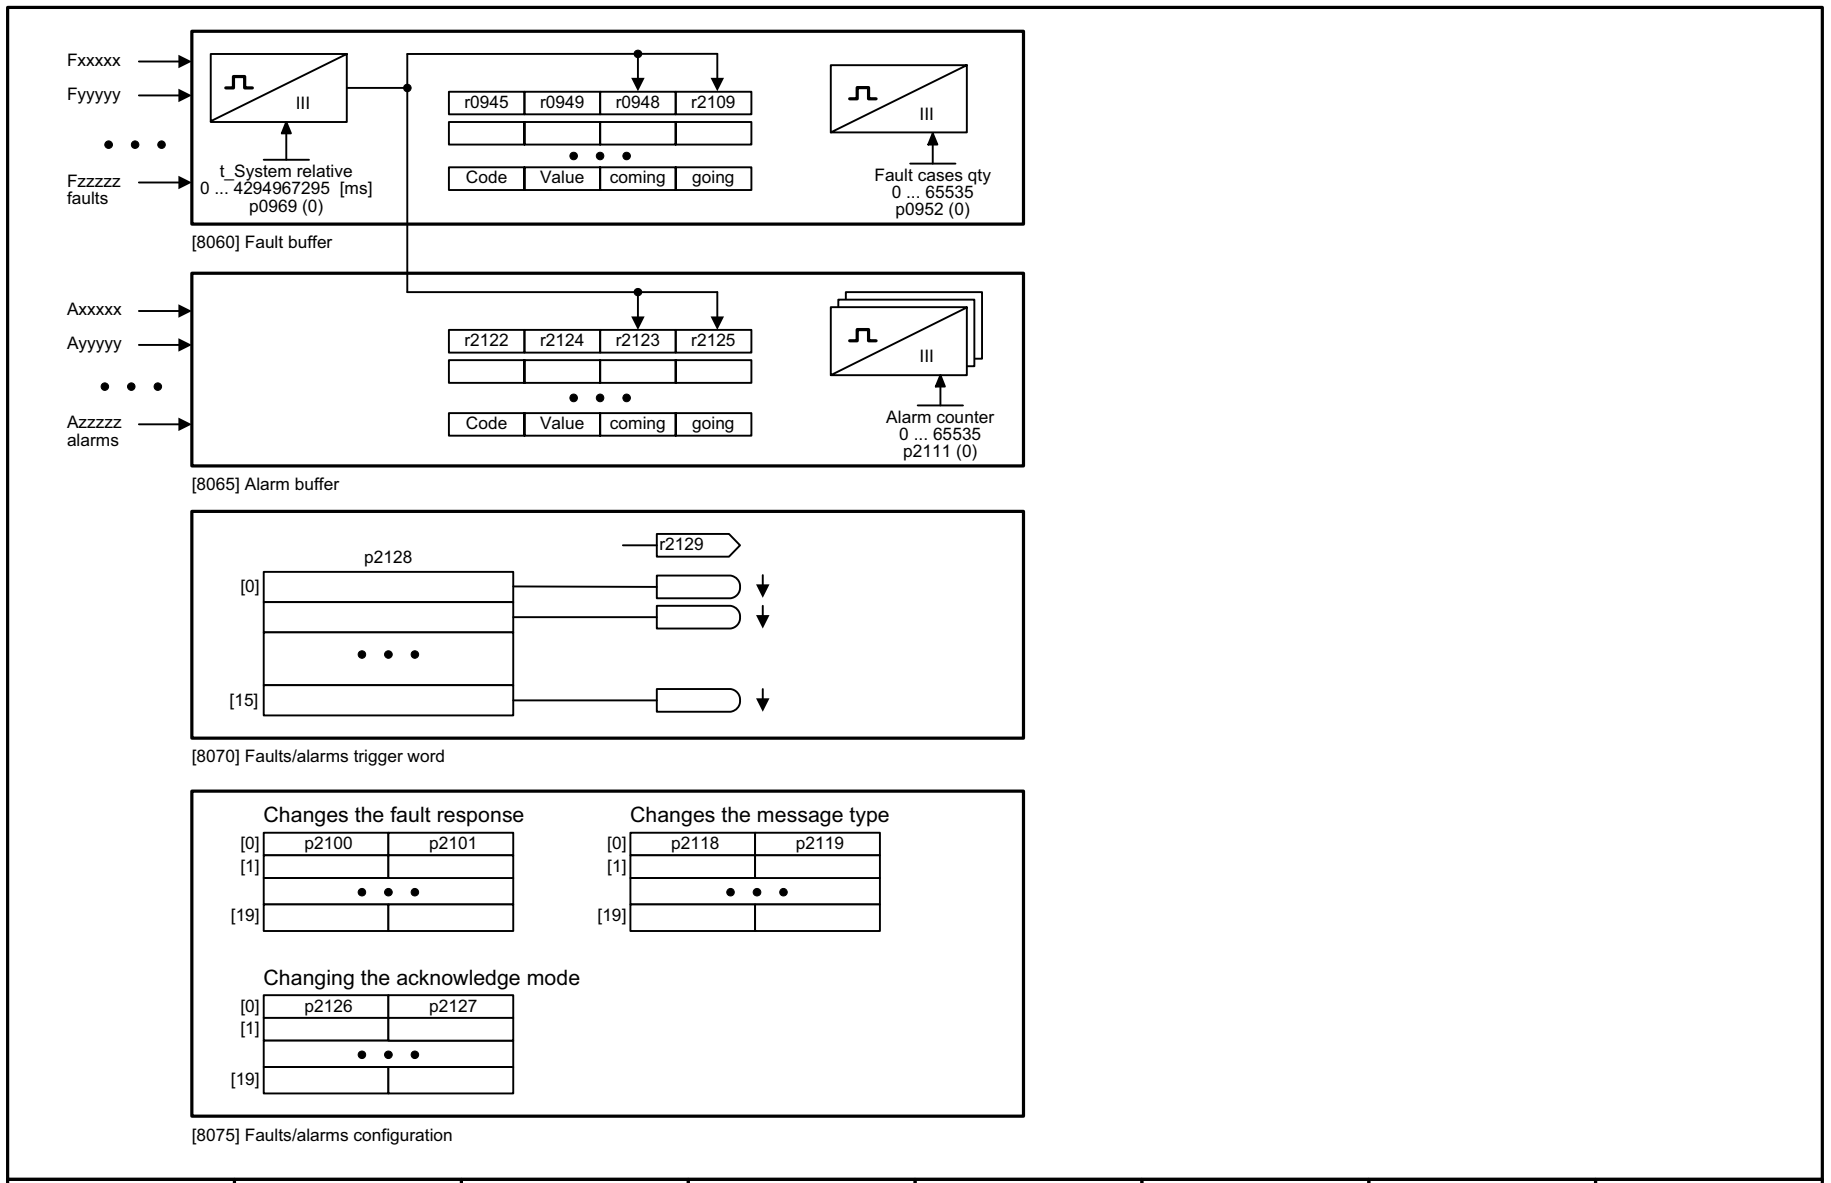 Fxxxxx
Fyyyyy
Fzzzzz
faults
III
t_System relative
0 ... 4294967295 [ms]
p0969 (0)
r0945 r0949 r0948 r2109
Code Value coming going
III
Fault cases qty
0 ... 65535
p0952 (0)
[8060] Fault buffer
Axxxxx
Ayyyyy
Azzzzz
alarms
r2122 r2124 r2123 r2125
Code Value coming going
III
Alarm counter
0 ... 65535
p2111 (0)
[8065] Alarm buffer
p2128
r2129
[0]
[15]
[8070] Faults/alarms trigger word
Changes the fault response
[0] p2100 p2101
[1]
[19]
Changes the message type
[0] p2118 p2119
[1]
[19]
Changing the acknowledge mode
[0] p2126 p2127
[1]
[19]
[8075] Faults/alarms configuration